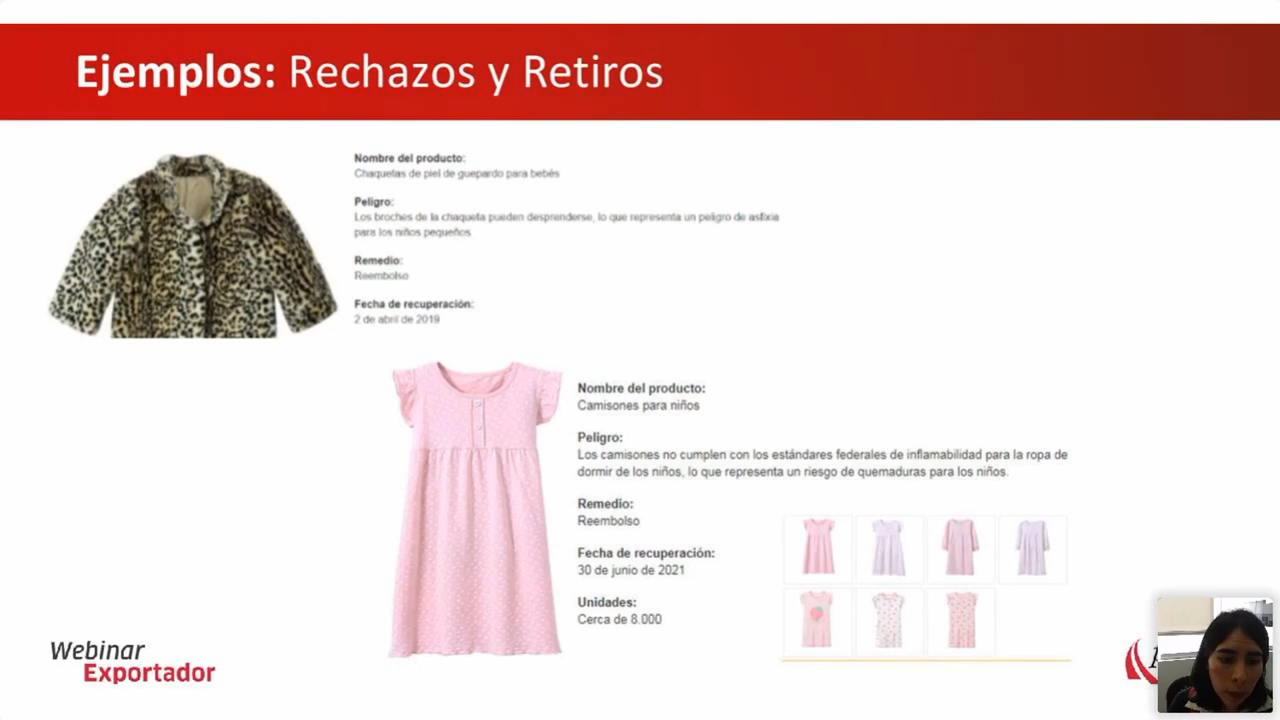 Ejemplos: Rechazos y Retiros
Nombre del producto:
Chaquetas de piel de guepardo para bebés
Peligro:
Los broches de la chaqueta pueden desprenderse, lo que representa un peligro de asfixia
para los niños pequeños
Remedio:
Reembolso
Fecha de recuperación:
2 de abril de 2019
Nombre del producto:
Camisones para niños
Peligro:
Los camisones no cumplen con los estándares federales de inflamabilidad para la ropa de
dormir de los niños, lo que representa un riesgo de quemaduras para los niños.
Remedio:
Reembolso
Fecha de recuperación:
30 de junio de 2021
Unidades:
Cerca de 8.000
Webinar
Exportador